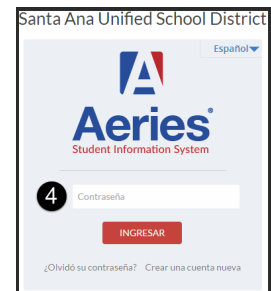 Santa Ana Unified School District
Español
Aeries
Student Information System
4
Contraseña
INGRESAR
¿Olvidó su contraseña? Crear una cuenta nueva